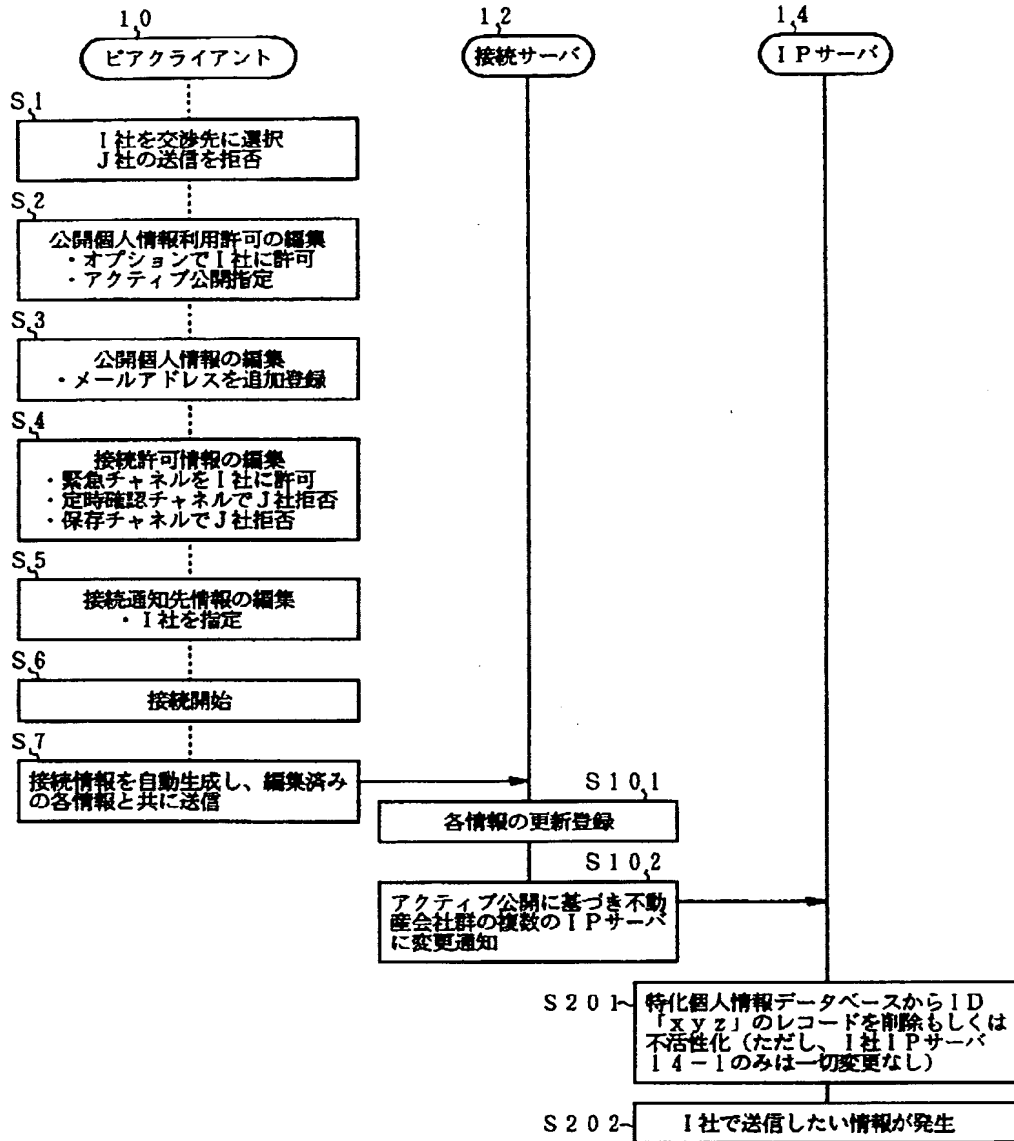 10
12
14
ピアクライアント
接続サーバ
IPサーバ
S1
I社を交渉先に選択
J社の送信を拒否
S2
公開個人情報利用許可の編集
・オプションでI社に許可
・アクティブ公開指定
S3
公開個人情報の編集
・メールアドレスを追加登録
S4
接続許可情報の編集
・緊急チャネルをI社に許可
・定時確認チャネルでJ社拒否
・保存チャネルでJ社拒否
S5
接続通知先情報の編集
・I社を指定
S6
接続開始
S7
接続情報を自動生成し、編集済み
の各情報と共に送信
S101
各情報の更新登録
S102
アクティブ公開に基づき不動
産会社群の複数のIPサーバ
に変更通知
S201
特化個人情報データベースからID
「xyz」のレコードを削除もしくは
不活性化(ただし、I社IPサーバ
14-1のみは一切変更なし)
S202
I社で送信したい情報が発生